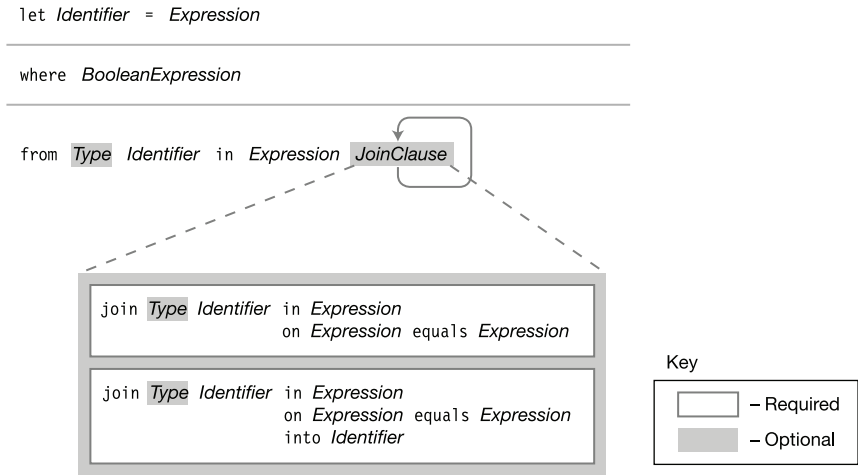 let Identifier = Expression
where BooleanExpression
from Type Identifier in Expression JoinClause
join Type Identifier in Expression
on Expression equals Expression
join Type Identifier in Expression
on Expression equals Expression
into Identifier
Key
– Required
– Optional